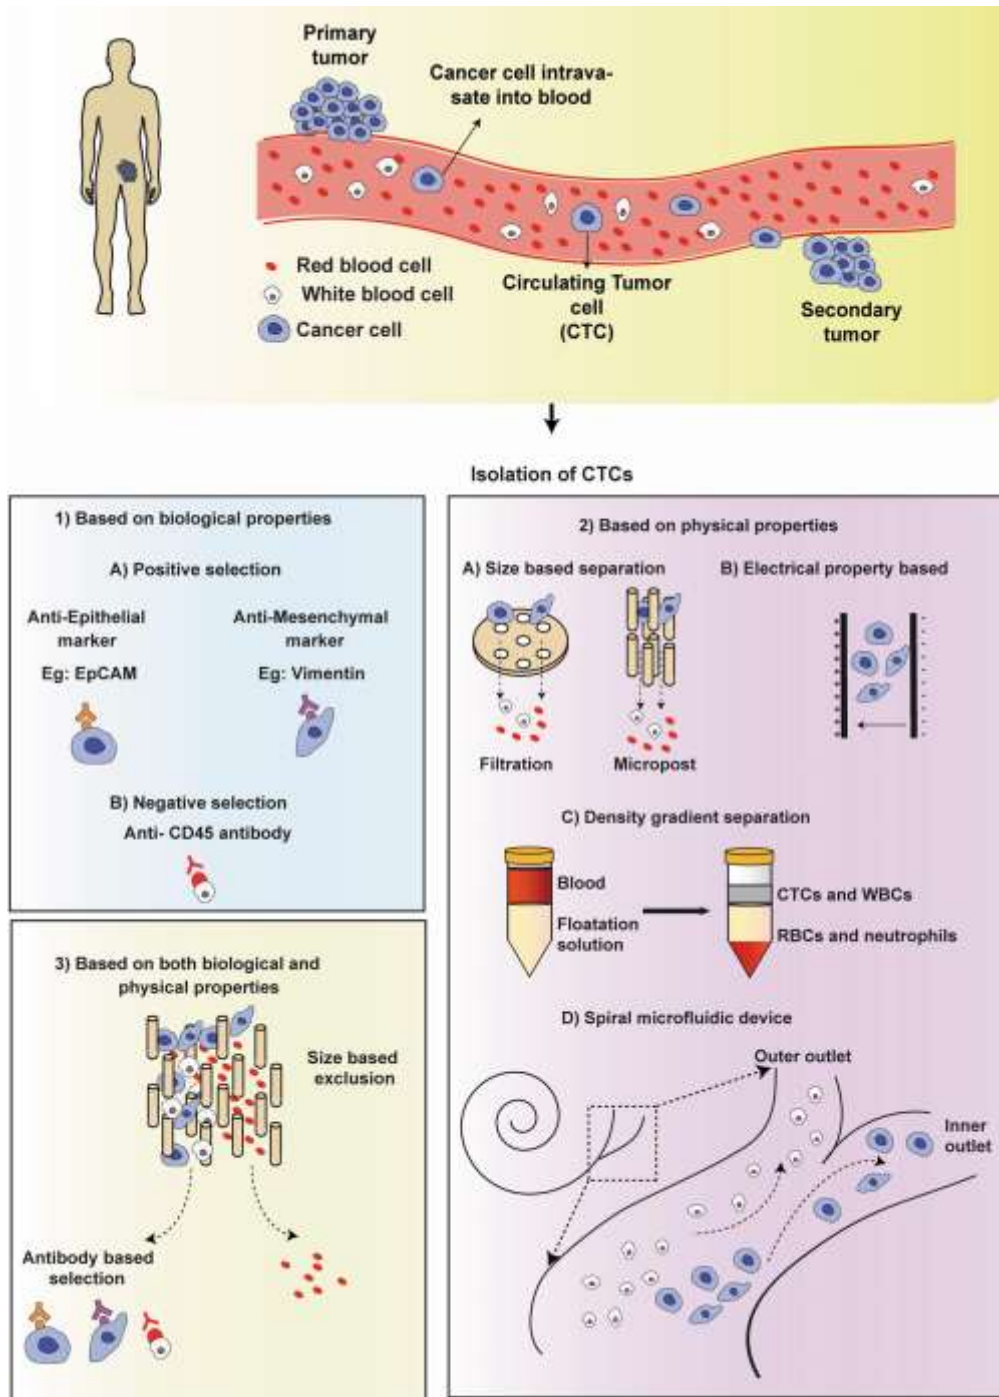 Primary
tumor
Cancer cell intrava-
sate into blood
Red blood cell
White blood cell
Cancer cell
Circulating Tumor
cell
(CTC)
Secondary
tumor
Isolation of CTCs
1) Based on biological properties
A) Positive selection
Anti-Epithelial
marker
Eg: EpCAM
Anti-Mesenchymal
marker
Eg: Vimentin
B) Negative selection
Anti- CD45 antibody
2) Based on physical properties
A) Size based separation
B) Electrical property based
Filtration
Micropost
C) Density gradient separation
Blood
Floatation
solution
CTCs and WBCs
RBCs and neutrophils
D) Spiral microfluidic device
Outer outlet
Inner
outlet
3) Based on both biological and
physical properties
Size based
exclusion
Antibody based
selection